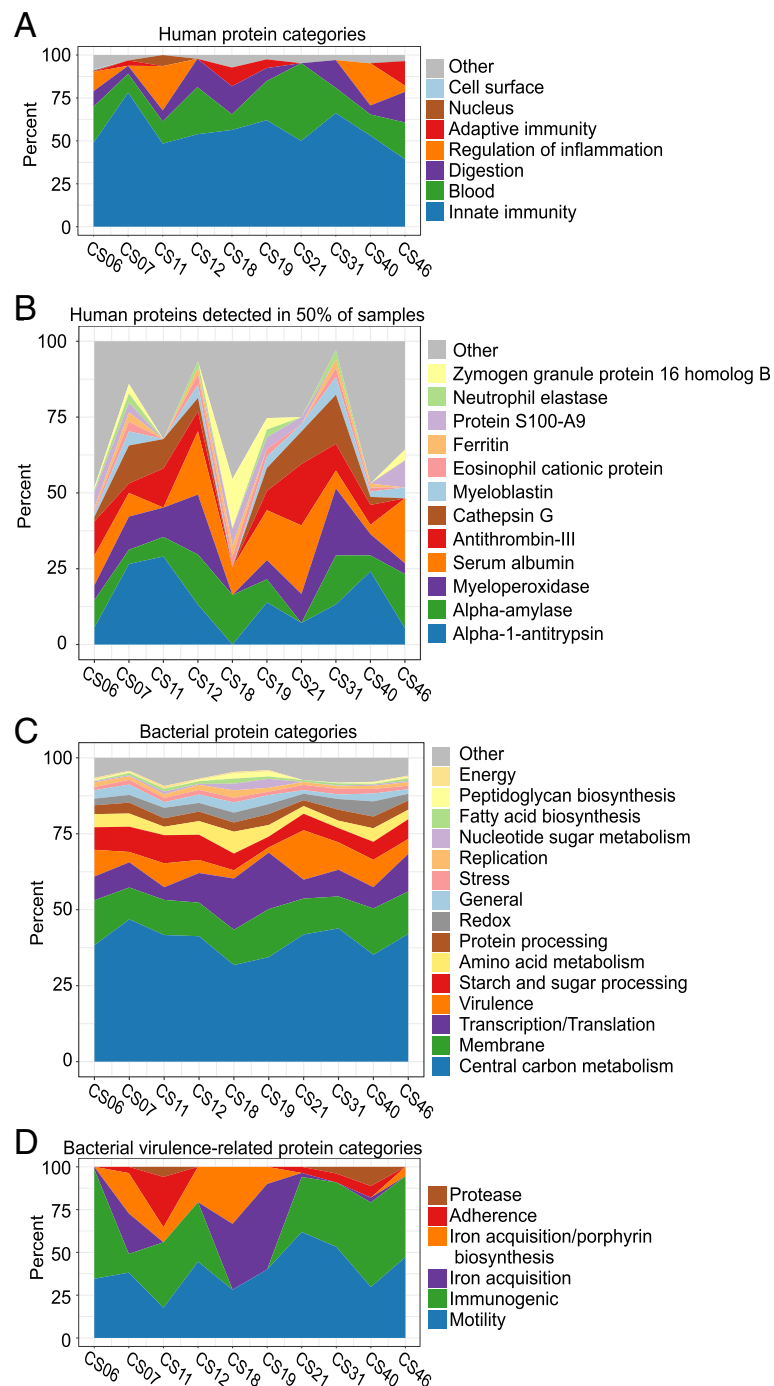 A
Human protein categories
Percent
100
75
50
25
0
CS06
CS07
CS11
CS12
CS18
CS19
CS21
CS31
CS40
CS46
Other
Cell surface
Nucleus
Adaptive immunity
Regulation of inflammation
Digestion
Blood
Innate immunity
B
Human proteins detected in 50% of samples
Percent
100
75
50
25
0
CS06
CS07
CS11
CS12
CS18
CS19
CS21
CS31
CS40
CS46
Other
Zymogen granule protein 16 homolog B
Neutrophil elastase
Protein S100-A9
Ferritin
Eosinophil cationic protein
Myeloblastin
Cathepsin G
Antithrombin-III
Serum albumin
Myeloperoxidase
Alpha-amylase
Alpha-1-antitrypsin
C
Bacterial protein categories
Percent
100
75
50
25
0
CS06
CS07
CS11
CS12
CS18
CS19
CS21
CS31
CS40
CS46
Other
Energy
Peptidoglycan biosynthesis
Fatty acid biosynthesis
Nucleotide sugar metabolism
Replication
Stress
General
Redox
Protein processing
Amino acid metabolism
Starch and sugar processing
Virulence
Transcription/Translation
Membrane
Central carbon metabolism
D
Bacterial virulence-related protein categories
Percent
100
75
50
25
0
CS06
CS07
CS11
CS12
CS18
CS19
CS21
CS31
CS40
CS46
Protease
Adherence
Iron acquisition/porphyrin
biosynthesis
Iron acquisition
Immunogenic
Motility